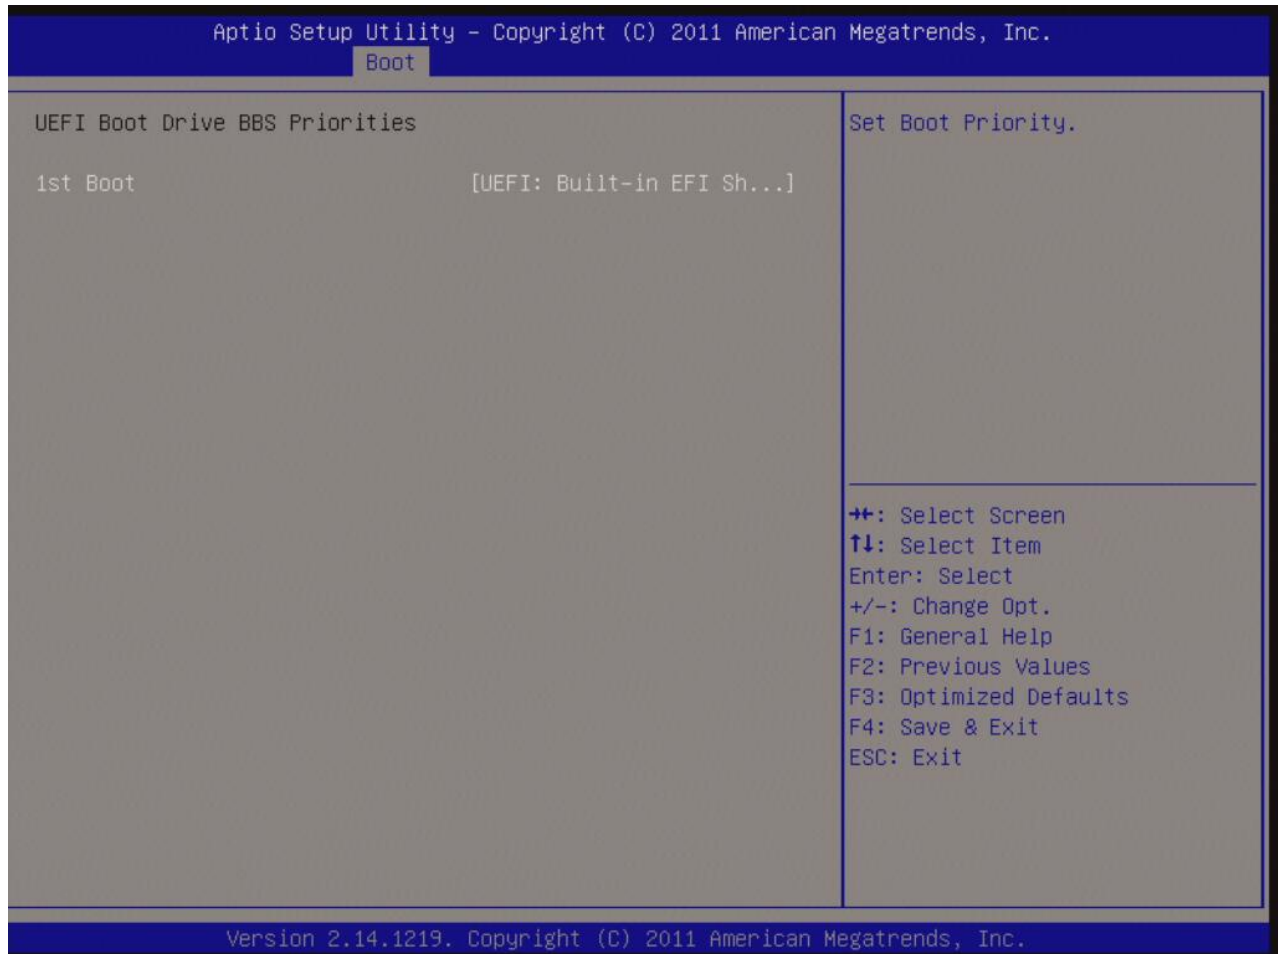 Aptio Setup Utility – Copyright (C) 2011 American Megatrends, Inc.
Boot
UEFI Boot Drive BBS Priorities
1st Boot [UEFI: Built-in EFI Sh...]
Set Boot Priority.
→←: Select Screen
↑↓: Select Item
Enter: Select
+/-: Change Opt.
F1: General Help
F2: Previous Values
F3: Optimized Defaults
F4: Save & Exit
ESC: Exit
Version 2.14.1219. Copyright (C) 2011 American Megatrends, Inc.